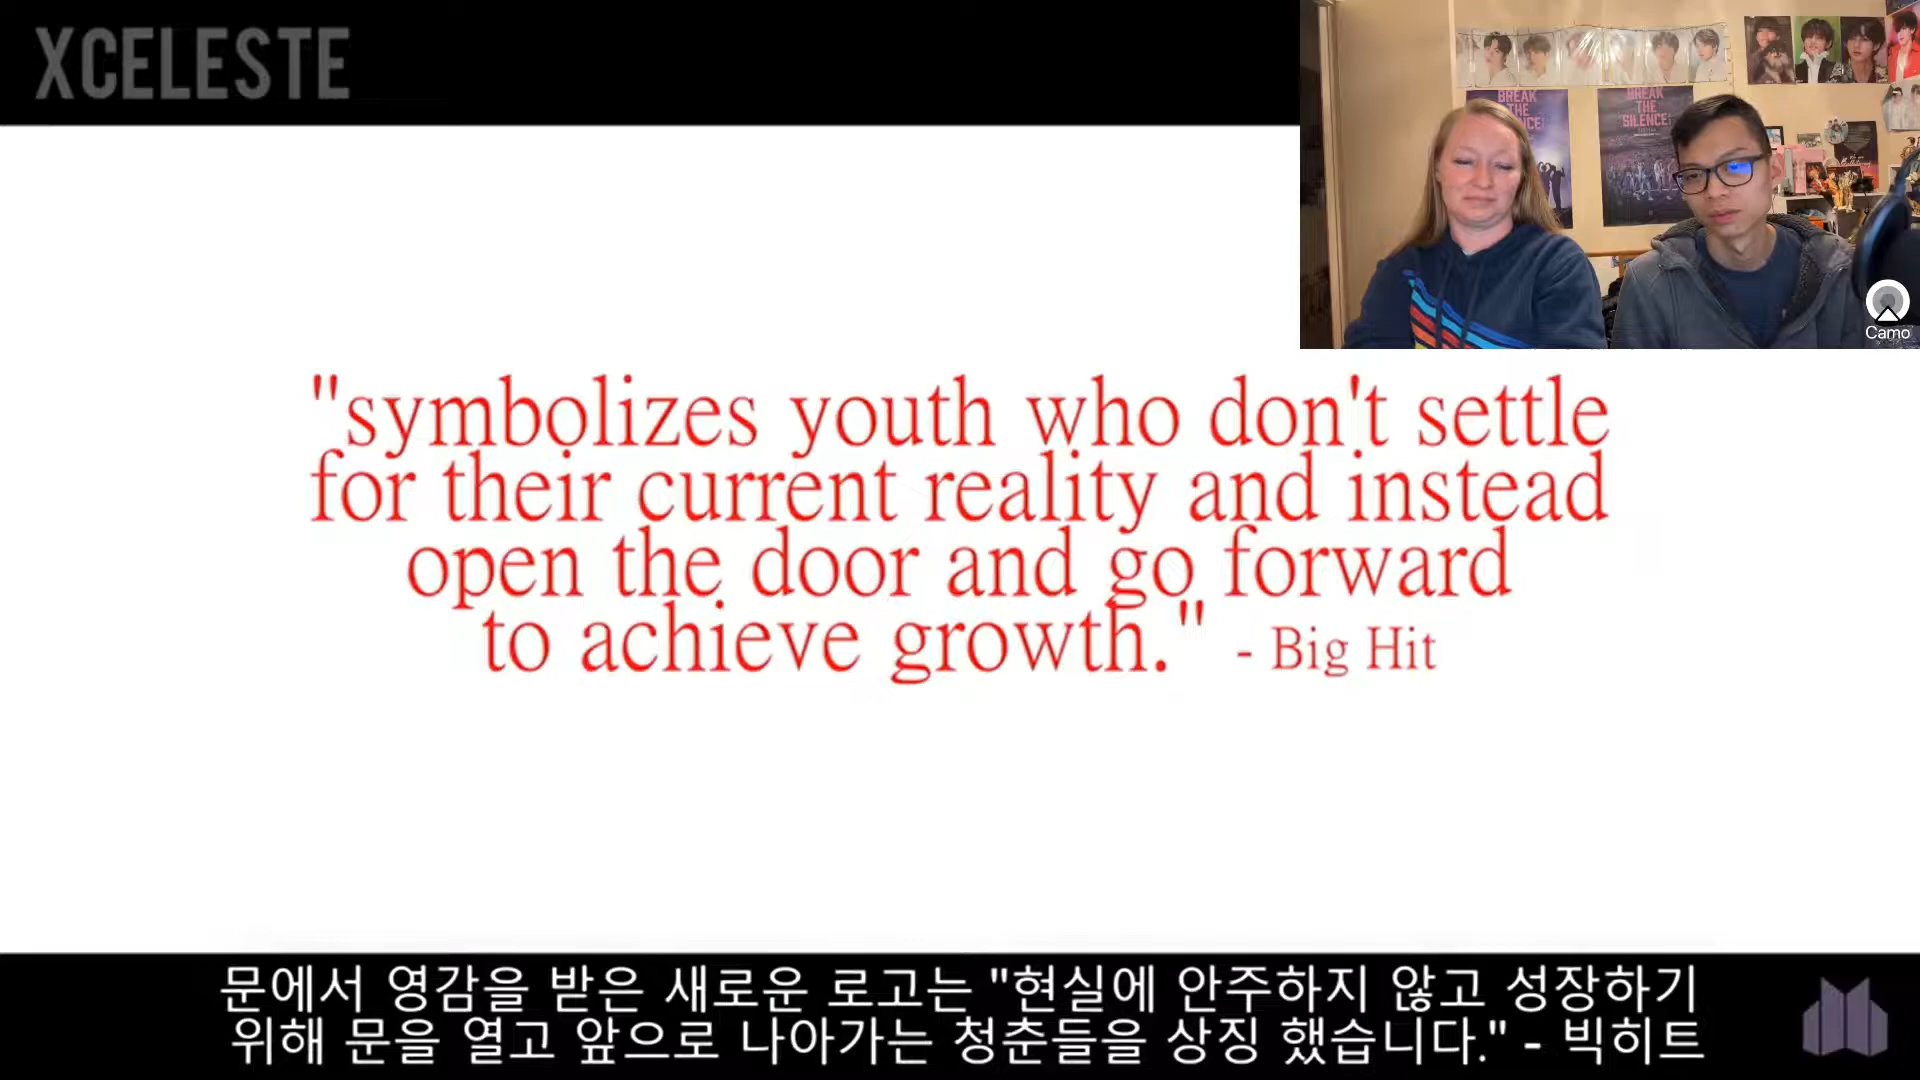 XCELESTE
BREAK
THE
SILENCE:
BREAK
THE
SILENCE:
Camo
"symbolizes youth who don't settle
for their current reality and instead
open the door and go forward
to achieve growth." - Big Hit
문에서 영감을 받은 새로운 로고는 "현실에 안주하지 않고 성장하기
위해 문을 열고 앞으로 나아가는 청춘들을 상징 했습니다." - 빅히트